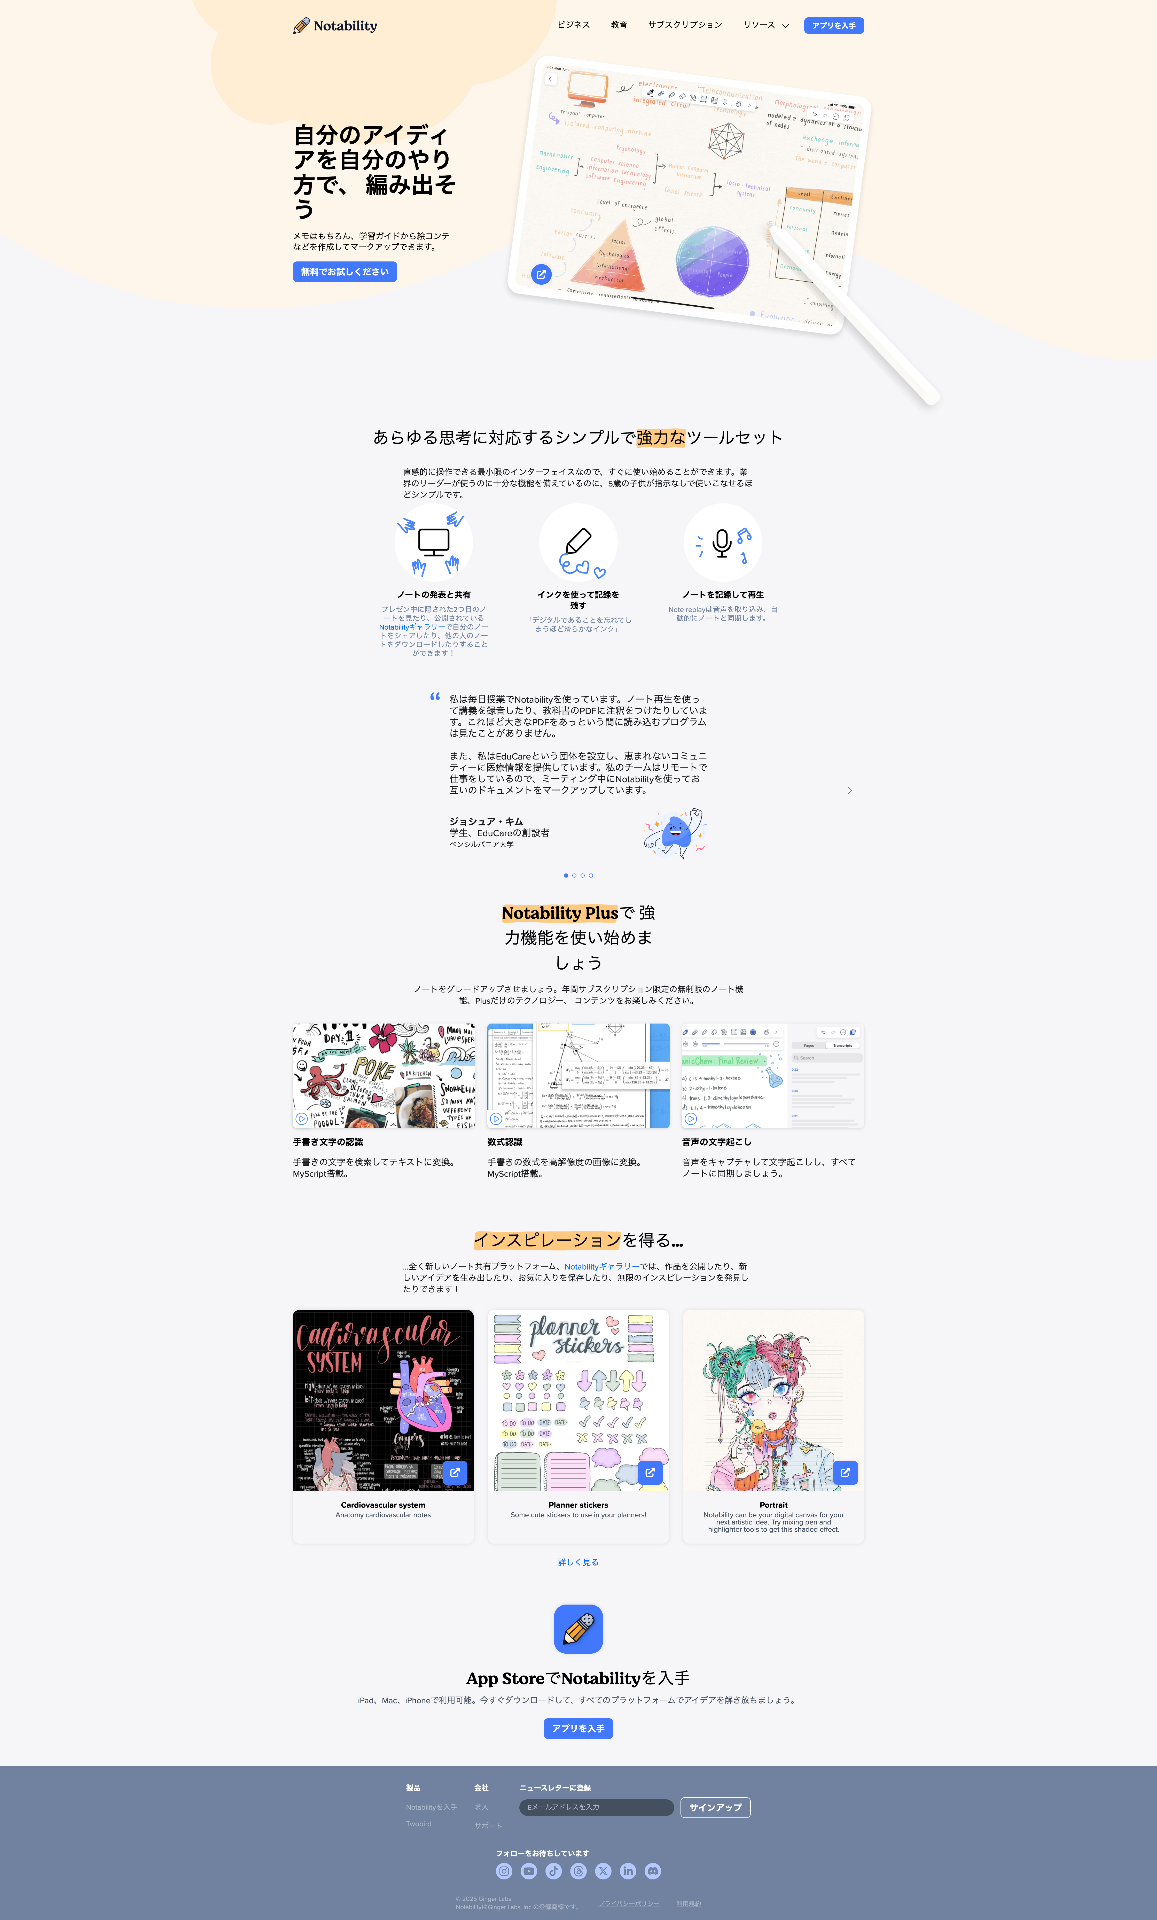 Notability
ビジネス
教育
サブスクリプション
リソース
アプリを入手
自分のアイディ
アを自分のやり
方で、 編み出そ
う
メモはもちろん、学習ガイドから絵コンテ
などを作成してマークアップできます。
無料でお試しください
あらゆる思考に対応するシンプルで強力なツールセット
直感的に操作できる最小限のインターフェイスなので、すぐに使い始めることができます。業
界のリーダーが使うのに十分な機能を備えているのに、5歳の子供が指示なしで使いこなせるほ
どシンプルです。
ノートの発表と共有
プレゼン中に隠された2つ目のノ
ートを見たり、公開されている
Notabilityギャラリーで自分のノー
トをシェアしたり、他の人のノー
トをダウンロードしたりすること
ができます！
インクを使って記録を
残す
「デジタルであることを忘れてし
まうほど滑らかなインク」
ノートを記録して再生
Note replayは音声を取り込み、自
動的にノートと同期します。
私は毎日授業でNotabilityを使っています。ノート再生を使っ
て講義を録音したり、教科書のPDFに注釈をつけたりしていま
す。これほど大きなPDFをあっという間に読み込むプログラム
は見たことがありません。
また、私はEduCareという団体を設立し、恵まれないコミュニ
ティーに医療情報を提供しています。私のチームはリモートで
仕事をしているので、ミーティング中にNotabilityを使ってお
互いのドキュメントをマークアップしています。
ジョシュア・キム
学生、EduCareの創設者
ペンシルバニア大学
Notability Plusで 強
力機能を使い始めま
しょう
ノートをグレードアップさせましょう。年間サブスクリプション限定の無制限のノート機
能、Plusだけのテクノロジー、 コンテンツをお楽しみください。
DAY: 1
POKE
手書き文字の認識
手書きの文字を検索してテキストに変換。
MyScript搭載。
数式認識
手書きの数式を高解像度の画像に変換。
MyScript搭載。
Pages
Transcripts
Search
音声の文字起こし
音声をキャプチャして文字起こしし、すべて
ノートに同期しましょう。
インスピレーションを得る...
...全く新しいノート共有プラットフォーム、Notabilityギャラリーでは、作品を公開したり、新
しいアイデアを生み出したり、お気に入りを保存したり、無限のインスピレーションを発見し
たりできます！
Cardiovascular
SYSTEM
Cardiovascular system
Anatomy cardiovascular notes
planner
stickers
Planner stickers
Some cute stickers to use in your planners!
Portrait
Notability can be your digital canvas for your
next artistic idea. Try mixing pen and
highlighter tools to get this shaded effect.
詳しく見る
App StoreでNotabilityを入手
iPad、Mac、iPhoneで利用可能。今すぐダウンロードして、すべてのプラットフォームでアイデアを解き放ちましょう。
アプリを入手
製品
Notabilityを入手
Twobird
会社
求人
サポート
ニュースレターに登録
Eメールアドレスを入力
サインアップ
フォローをお待ちしています
© 2025 Ginger Labs
NotabilityはGinger Labs, Inc.の登録商標です。
プライバシーポリシー
利用規約